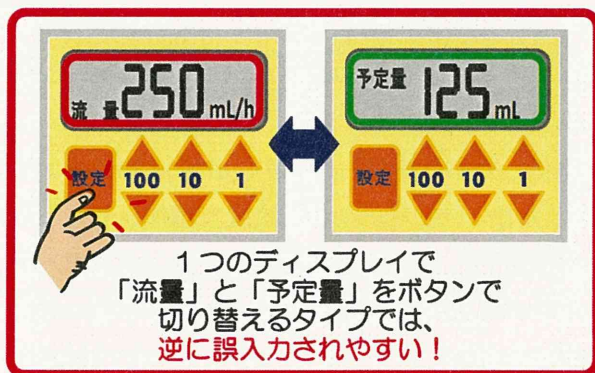 流量 250 mL/h
設定 100 10 1
予定量 125 mL
設定 100 10 1
1つのディスプレイで
「流量」と「予定量」をボタンで
切り替えるタイプでは、
逆に誤入力されやすい！